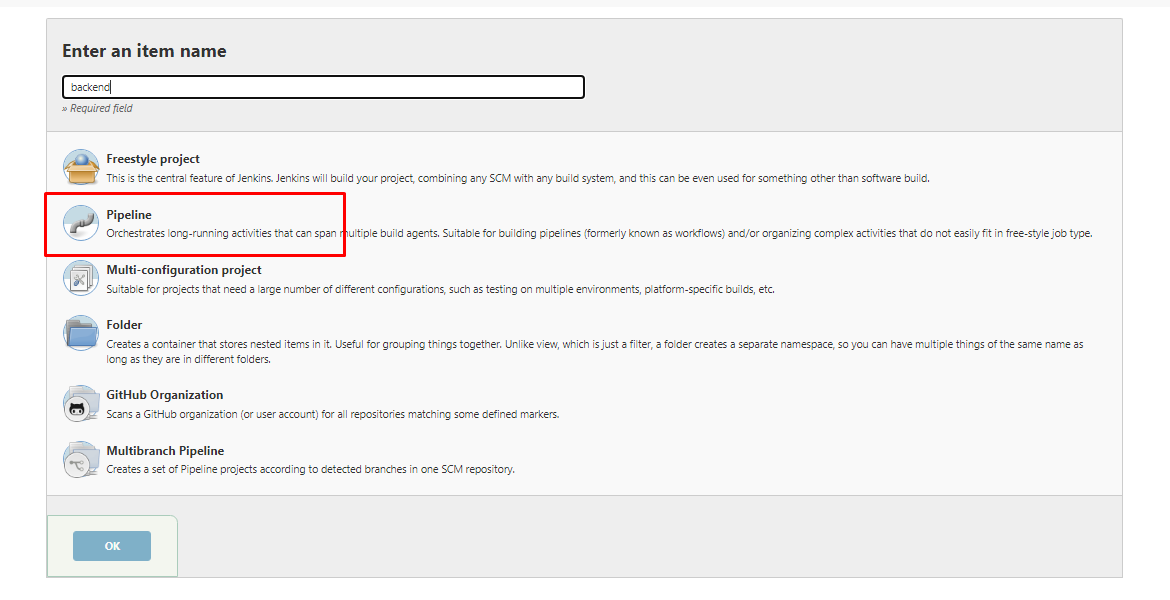 Enter an item name
backend
» Required field
Freestyle project
This is the central feature of Jenkins. Jenkins will build your project, combining any SCM with any build system, and this can be even used for something other than software build.
Pipeline
Orchestrates long-running activities that can span multiple build agents. Suitable for building pipelines (formerly known as workflows) and/or organizing complex activities that do not easily fit in free-style job type.
Multi-configuration project
Suitable for projects that need a large number of different configurations, such as testing on multiple environments, platform-specific builds, etc.
Folder
Creates a container that stores nested items in it. Useful for grouping things together. Unlike view, which is just a filter, a folder creates a separate namespace, so you can have multiple things of the same name as
long as they are in different folders.
GitHub Organization
Scans a GitHub organization (or user account) for all repositories matching some defined markers.
Multibranch Pipeline
Creates a set of Pipeline projects according to detected branches in one SCM repository.
OK